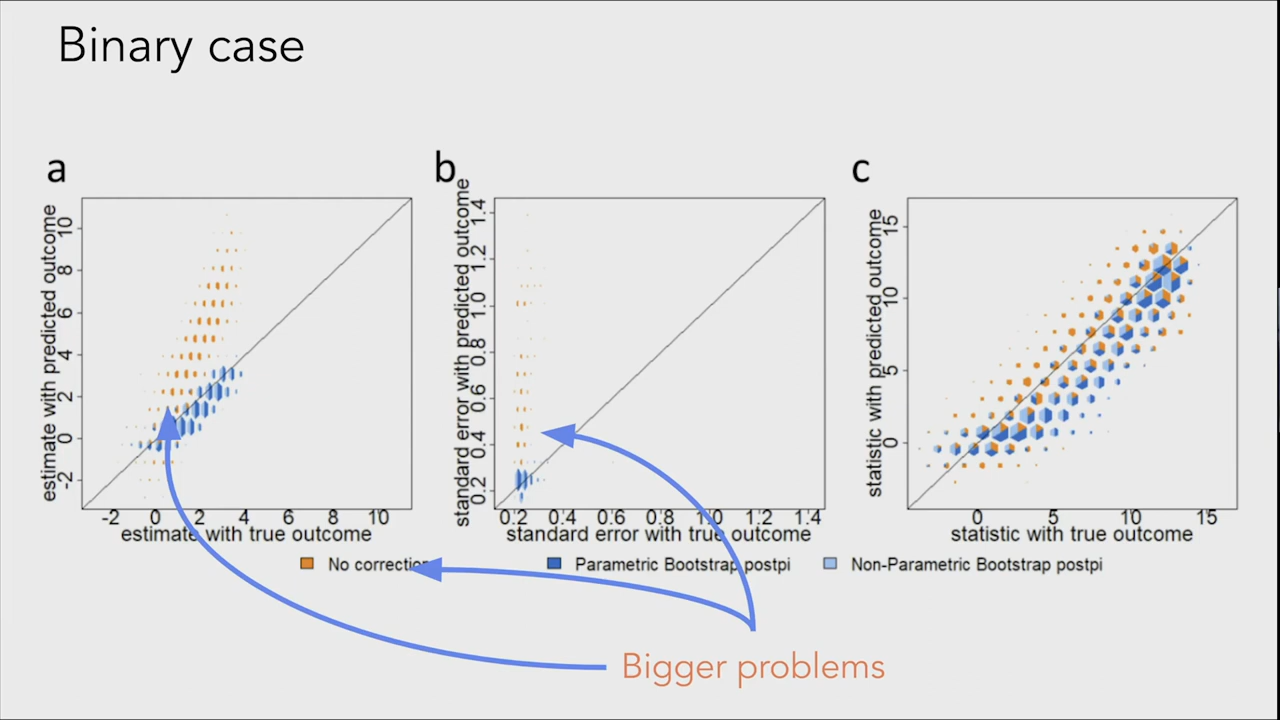 Binary case
a
b
c
estimate with predicted outcome
10
8
6
4
2
0
-2
-2 0 2 4 6 8 10
estimate with true outcome
standard error with predicted outcome
1.4
1.2
1.0
0.8
0.6
0.4
0.2
0.2 0.4 0.6 0.8 1.0 1.2 1.4
standard error with true outcome
statistic with predicted outcome
15
10
5
0
0 5 10 15
statistic with true outcome
No correction
Parametric Bootstrap postpi
Non-Parametric Bootstrap postpi
Bigger problems